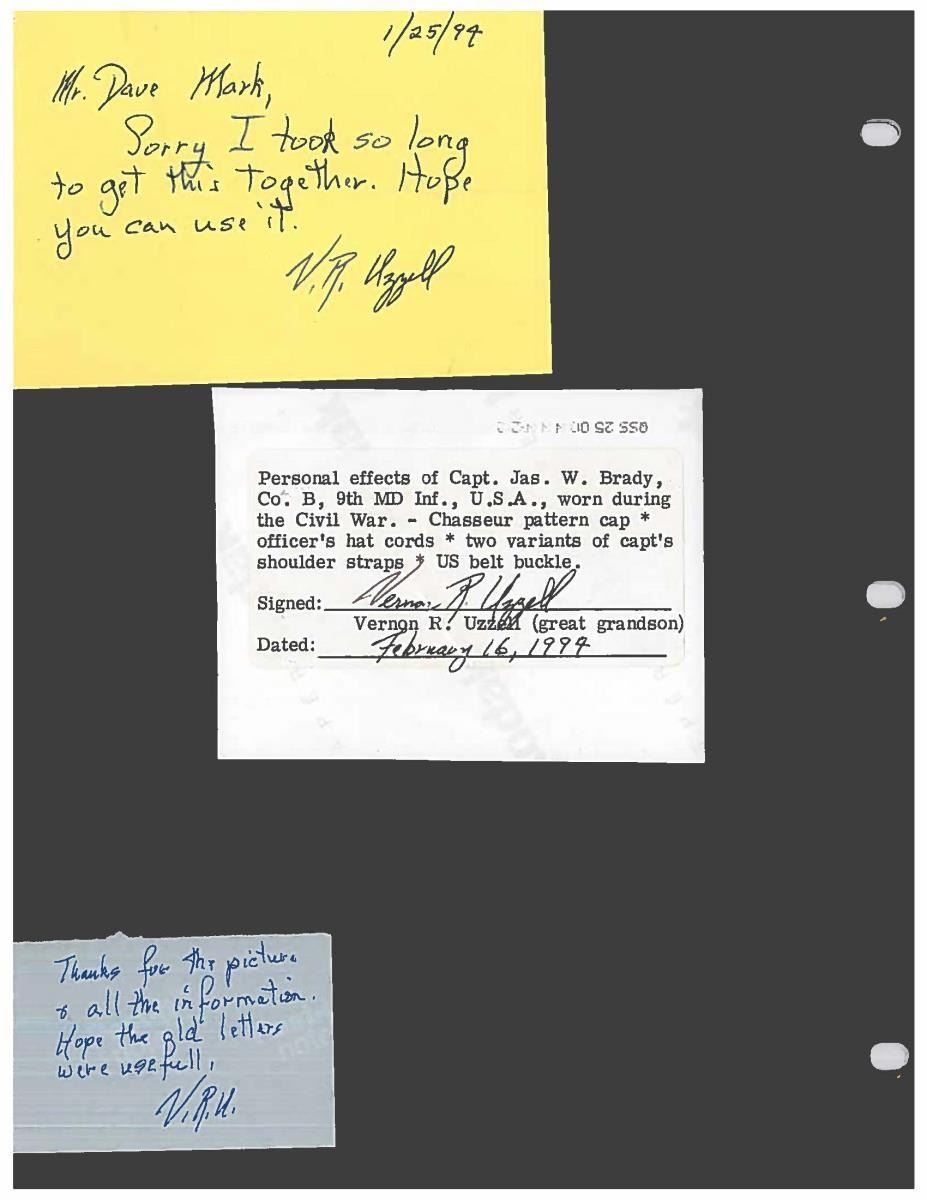 1/25/94
Mr. Dave Mark,
Sorry I took so long
to get this together. Hope
you can use it.
V.R. Uzzell
Personal effects of Capt. Jas. W. Brady,
Co. B, 9th MD Inf., U.S.A., worn during
the Civil War. - Chasseur pattern cap *
officer's hat cords * two variants of capt's
shoulder straps * US belt buckle.
Signed: Vernon R. Uzzell
Vernon R. Uzzell (great grandson)
Dated: February 16, 1994
Thanks for the picture
& all the information.
Hope the old letters
were usefull.
V.R.U.